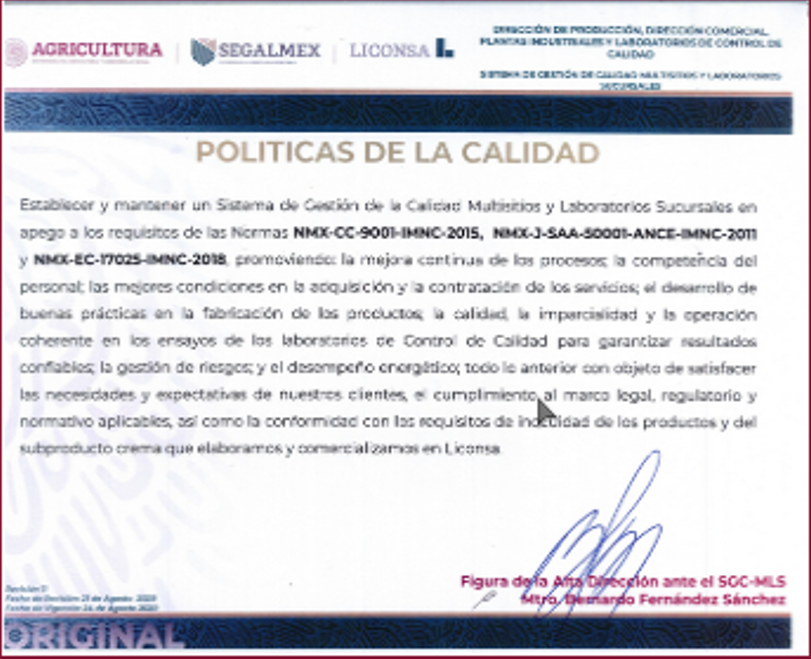 AGRICULTURA
SEGALMEX
LICONSA
DIRECCIÓN DE PRODUCCIÓN, DIRECCIÓN COMERCIAL,
PLANTAS INDUSTRIALES Y LABORATORIOS DE CONTROL DE
CALIDAD
SISTEMA DE GESTIÓN DE CALIDAD MULTISITIOS Y LABORATORIOS
SUCURSALES
POLITICAS DE LA CALIDAD
Establecer y mantener un Sistema de Gestión de la Calidad Multisitios y Laboratorios Sucursales en
apego a los requisitos de las Normas NMX-CC-9001-IMNC-2015, NMX-J-SAA-50001-ANCE-IMNC-2011
y NMX-EC-17025-IMNC-2018, promoviendo: la mejora continua de los procesos; la competencia del
personal; las mejores condiciones en la adquisición y la contratación de los servicios; el desarrollo de
buenas prácticas en la fabricación de los productos; la calidad, la imparcialidad y la operación
coherente en los ensayos de los laboratorios de Control de Calidad para garantizar resultados
confiables; la gestión de riesgos; y el desempeño energético; todo lo anterior con objeto de satisfacer
las necesidades y expectativas de nuestros clientes, el cumplimiento al marco legal, regulatorio y
normativo aplicables, así como la conformidad con los requisitos de inocuidad de los productos y del
subproducto crema que elaboramos y comercializamos en Liconsa.
Figura de la Alta Dirección ante el SGC-MLS
Mtro. Bernardo Fernández Sánchez
Fecha de Revisión 21 de Agosto 2020
Fecha de Vigencia 24 de Agosto 2020
ORIGINAL